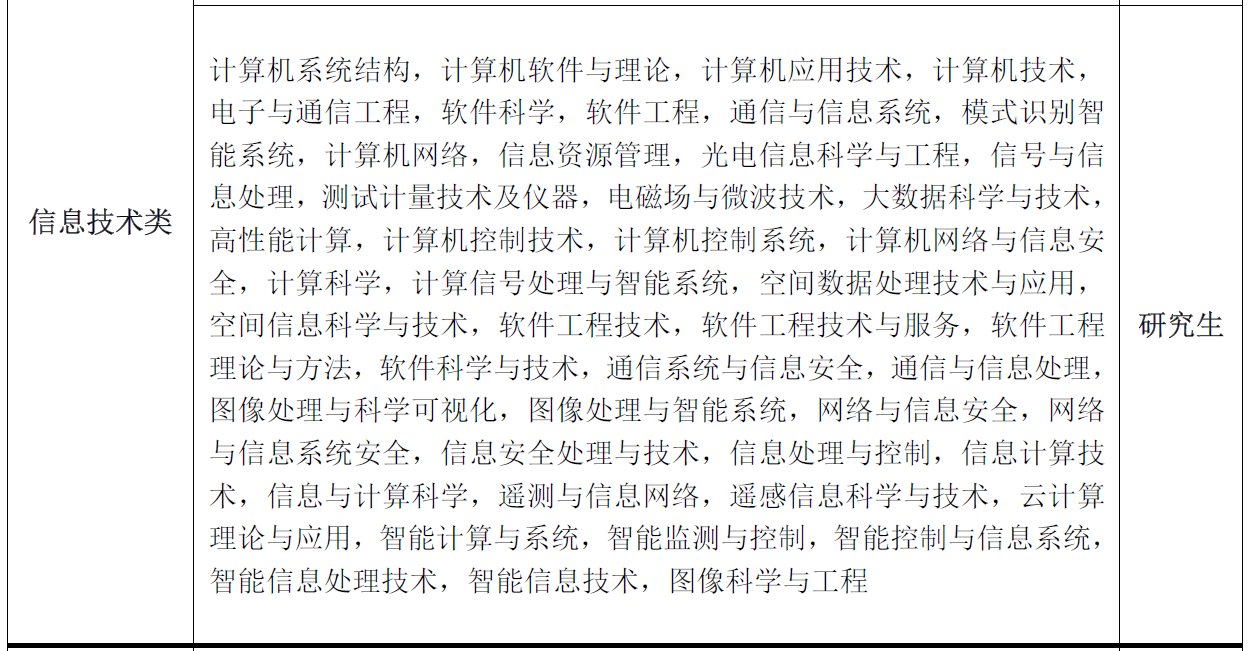 信息技术类
计算机系统结构，计算机软件与理论，计算机应用技术，计算机技术，
电子与通信工程，软件科学，软件工程，通信与信息系统，模式识别智
能系统，计算机网络，信息资源管理，光电信息科学与工程，信号与信
息处理，测试计量技术及仪器，电磁场与微波技术，大数据科学与技术，
高性能计算，计算机控制技术，计算机控制系统，计算机网络与信息安
全，计算科学，计算信号处理与智能系统，空间数据处理技术与应用，
空间信息科学与技术，软件工程技术，软件工程技术与服务，软件工程
理论与方法，软件科学与技术，通信系统与信息安全，通信与信息处理，
图像处理与科学可视化，图像处理与智能系统，网络与信息安全，网络
与信息系统安全，信息安全处理与技术，信息处理与控制，信息计算技
术，信息与计算科学，遥测与信息网络，遥感信息科学与技术，云计算
理论与应用，智能计算与系统，智能监测与控制，智能控制与信息系统，
智能信息处理技术，智能信息技术，图像科学与工程
研究生